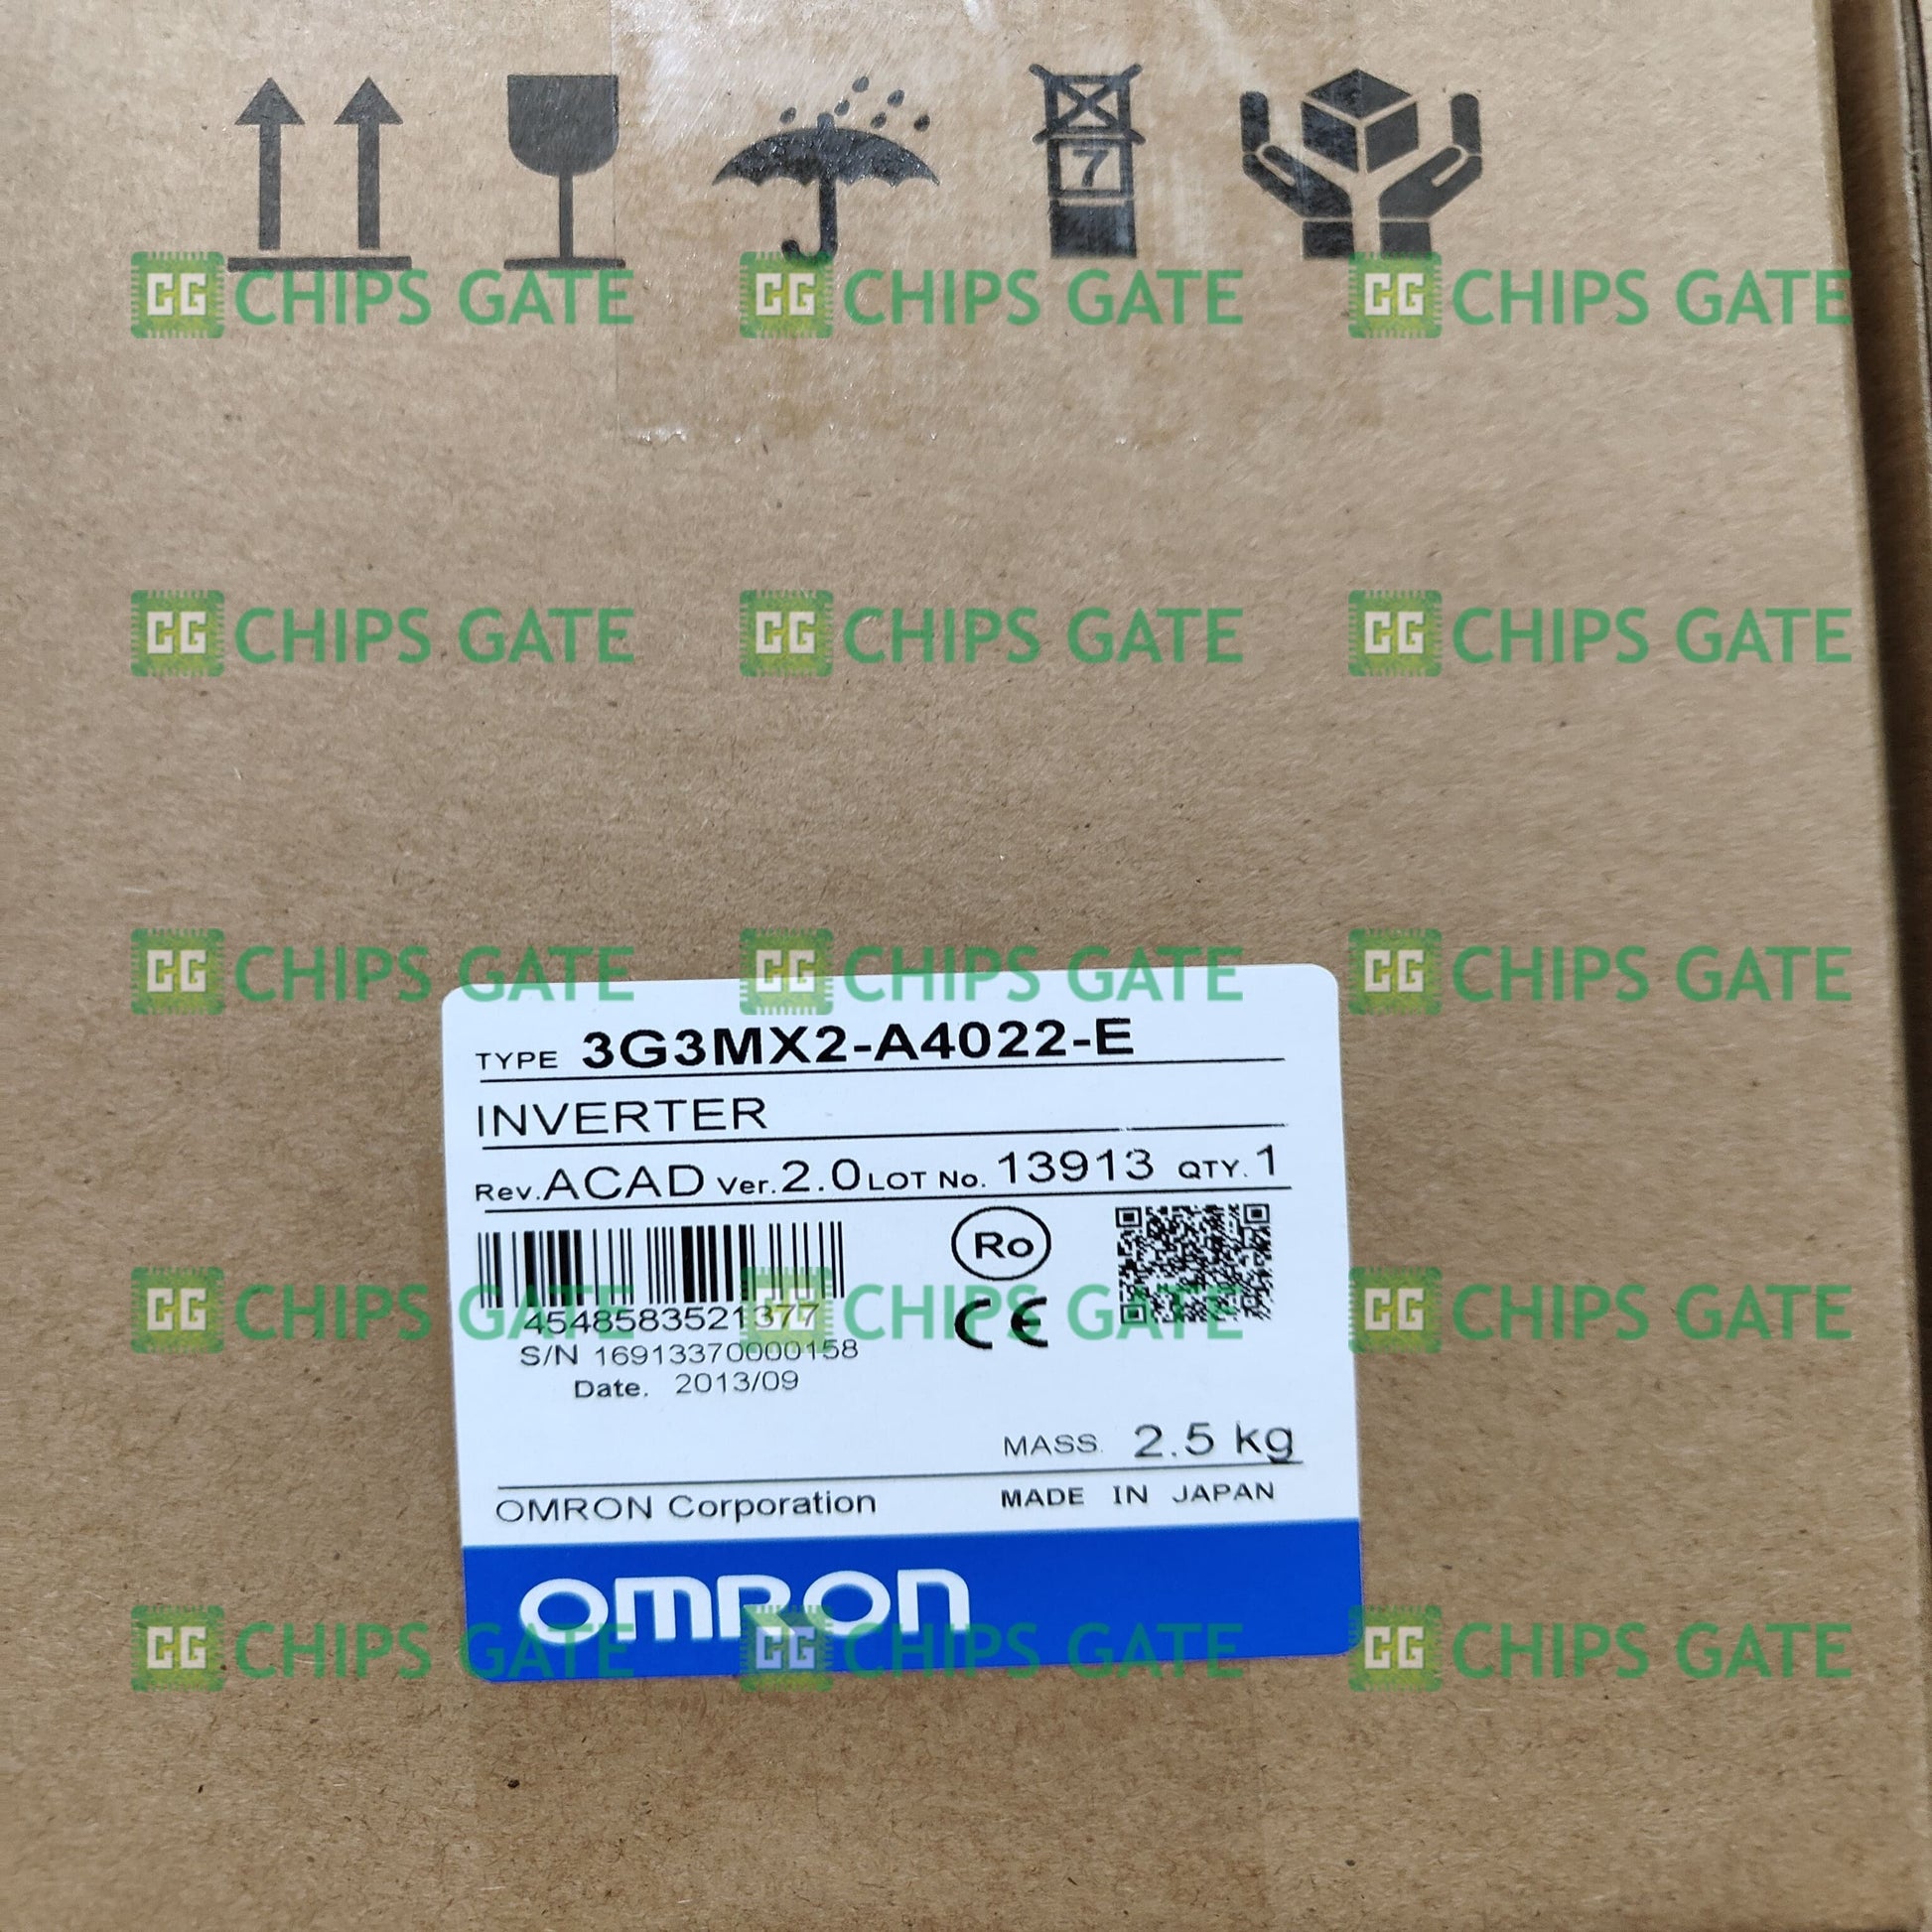 7
CHIPS GATE CHIPS GATE CHIPS GATE
CHIPS GATE CHIPS GATE CHIPS GATE
CHIPS GATE CHIPS GATE CHIPS GATE
TYPE 3G3MX2-A4022-E
INVERTER
Rev.ACAD Ver.2.0 LOT No. 13913 QTY. 1
Ro
4548583521377
CHIPS GATE CHIPS GATE CHIPS GATE
CE
S/N 16913370000158
Date. 2013/09
MASS. 2.5 kg
OMRON Corporation MADE IN JAPAN
OMRON
CHIPS GATE CHIPS GATE CHIPS GATE